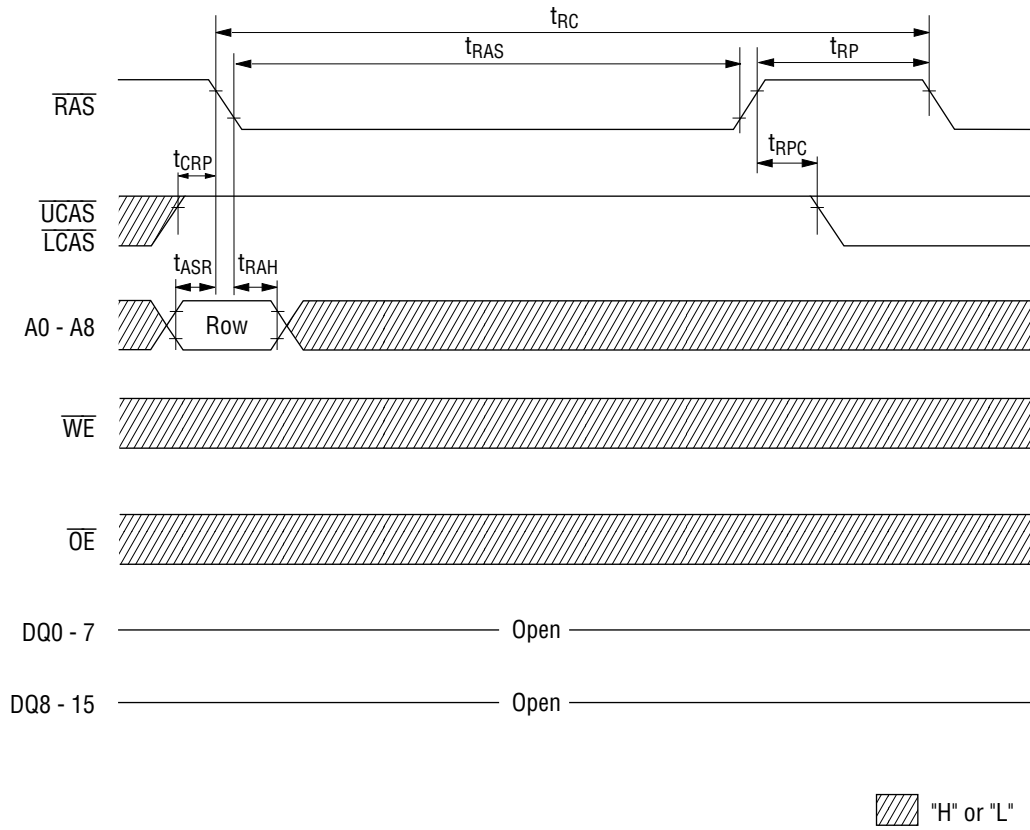 tRC
tRAS
tRP
RAS
tCRP
tRPC
UCAS
LCAS
tASR
tRAH
A0 - A8
Row
WE
OE
DQ0 - 7
Open
DQ8 - 15
Open
"H" or "L"